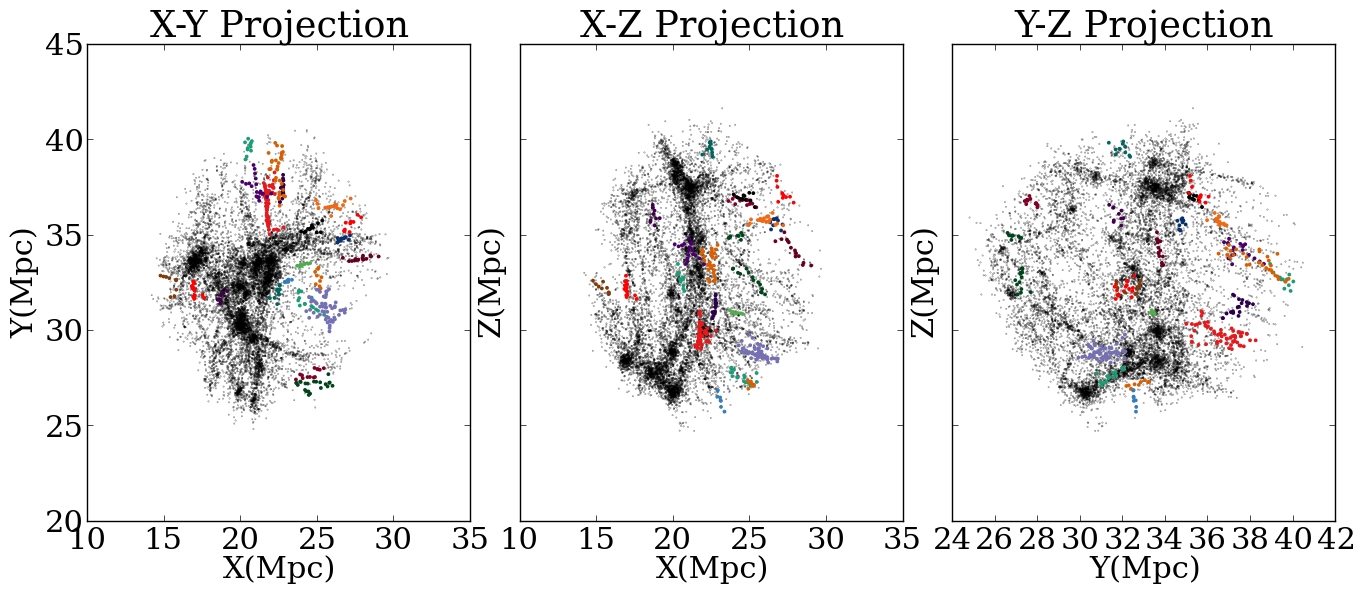 X-Y Projection
X-Z Projection
Y-Z Projection
45
40
35
30
25
20
Y(Mpc)
Z(Mpc)
Z(Mpc)
10 15 20 25 30 35
10 15 20 25 30 35
24 26 28 30 32 34 36 38 40 42
X(Mpc)
X(Mpc)
Y(Mpc)